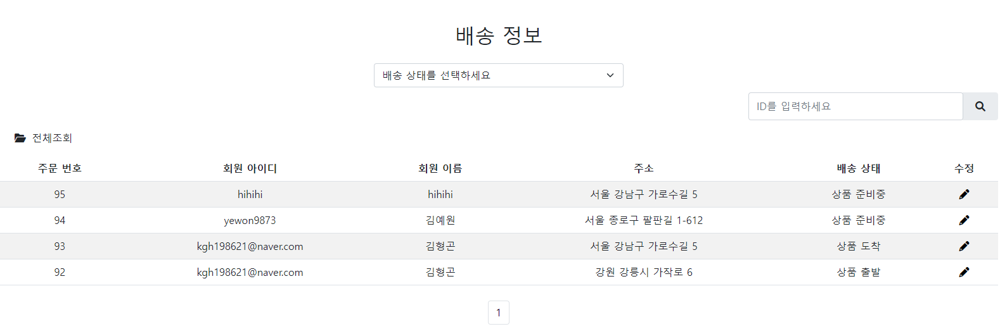 배송 정보
배송 상태를 선택하세요
ID를 입력하세요
전체조회
주문 번호 회원 아이디 회원 이름 주소 배송 상태 수정
95 hihihi hihihi 서울 강남구 가로수길 5 상품 준비중
94 yewon9873 김예원 서울 종로구 팔판길 1-612 상품 준비중
93 kgh198621@naver.com 김형곤 서울 강남구 가로수길 5 상품 도착
92 kgh198621@naver.com 김형곤 강원 강릉시 가작로 6 상품 출발
1